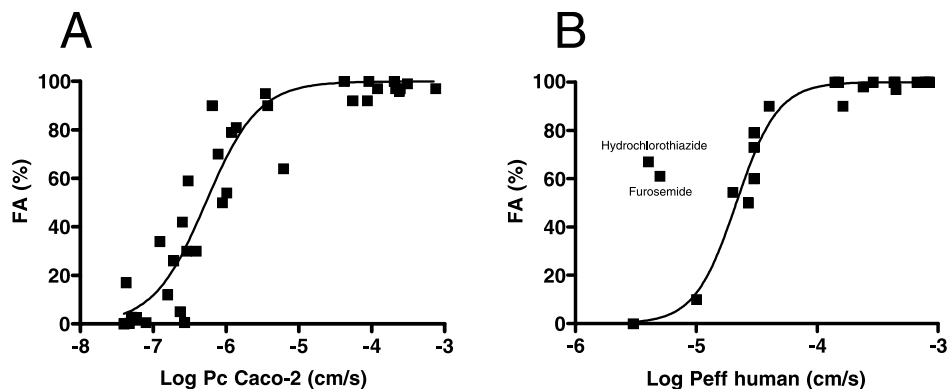 A
B
100
80
60
40
20
0
FA (%)
-8
-7
-6
-5
-4
-3
-2
Log Pc Caco-2 (cm/s)
100
80
60
40
20
0
FA (%)
Hydrochlorothiazide
Furosemide
-6
-5
-4
-3
Log Peff human (cm/s)